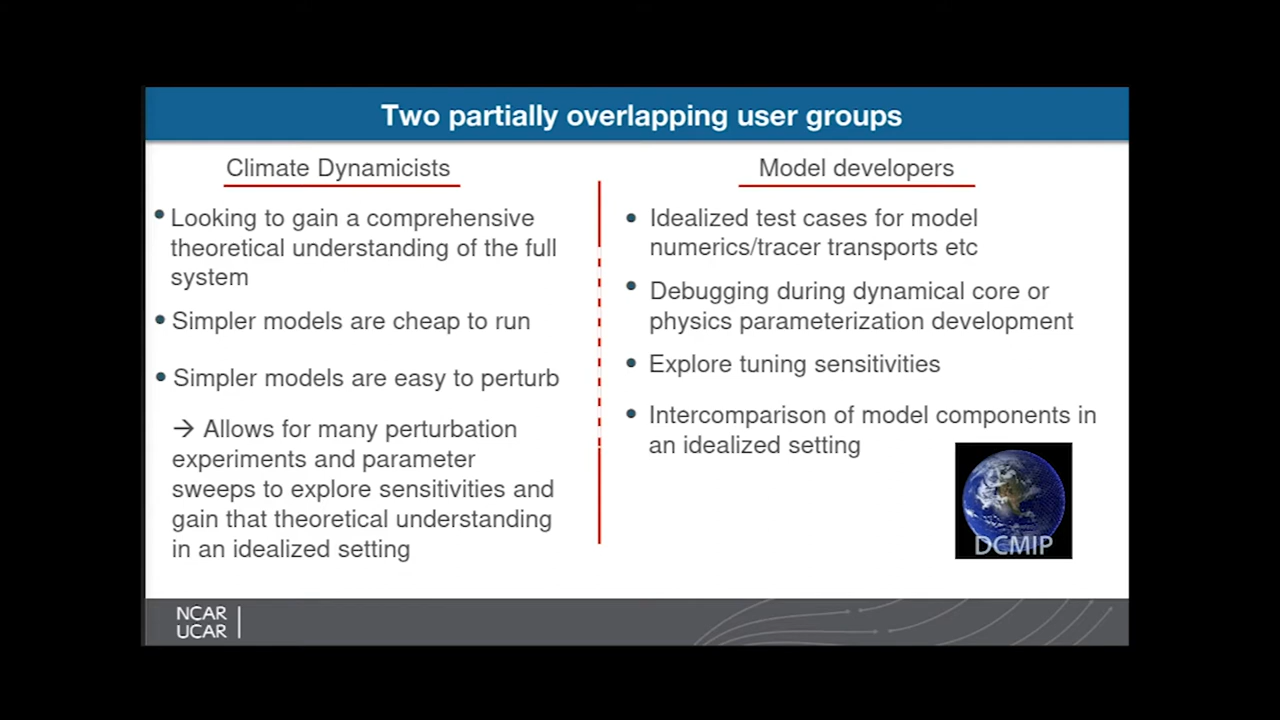 Two partially overlapping user groups
Climate Dynamicists
Looking to gain a comprehensive
theoretical understanding of the full
system
Simpler models are cheap to run
Simpler models are easy to perturb
→ Allows for many perturbation
experiments and parameter
sweeps to explore sensitivities and
gain that theoretical understanding
in an idealized setting
Model developers
Idealized test cases for model
numerics/tracer transports etc
Debugging during dynamical core or
physics parameterization development
Explore tuning sensitivities
Intercomparison of model components in
an idealized setting
DCMIP
NCAR
UCAR